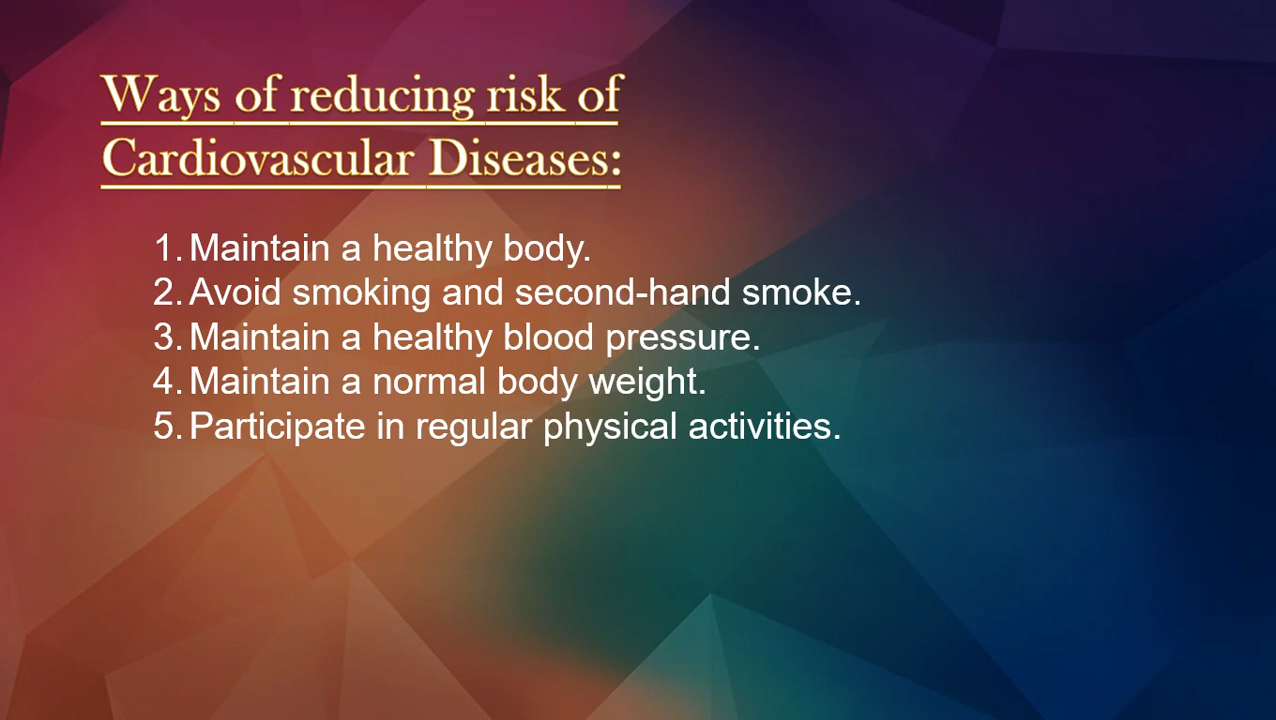 Ways of reducing risk of
Cardiovascular Diseases:
1. Maintain a healthy body.
2. Avoid smoking and second-hand smoke.
3. Maintain a healthy blood pressure.
4. Maintain a normal body weight.
5. Participate in regular physical activities.